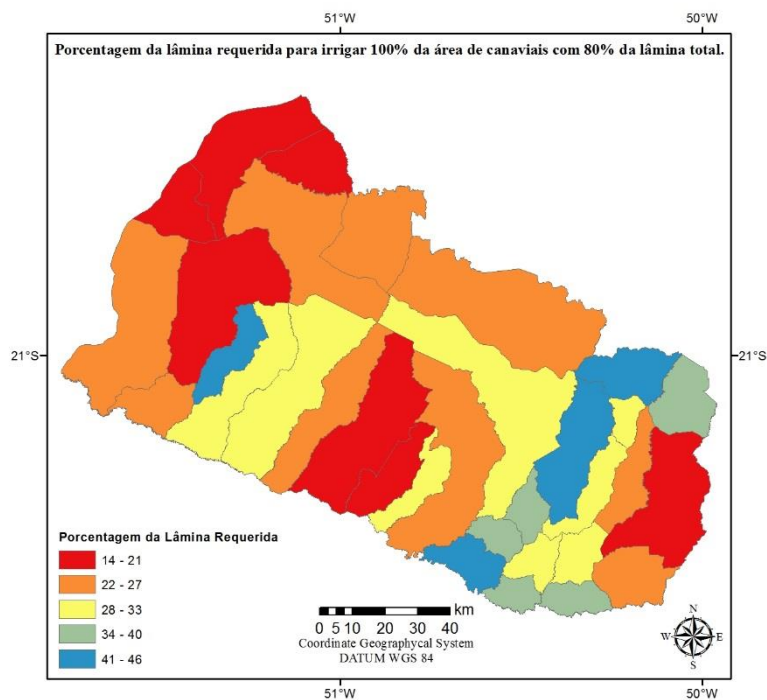 51°W 50°W
Porcentagem da lâmina requerida para irrigar 100% da área de canaviais com 80% da lâmina total.
21°S 21°S
Porcentagem da Lâmina Requerida
14 - 21
22 - 27
28 - 33
34 - 40
41 - 46
km
0 5 10 20 30 40
Coordinate Geographycal System
DATUM WGS 84
N
W E
S
51°W 50°W